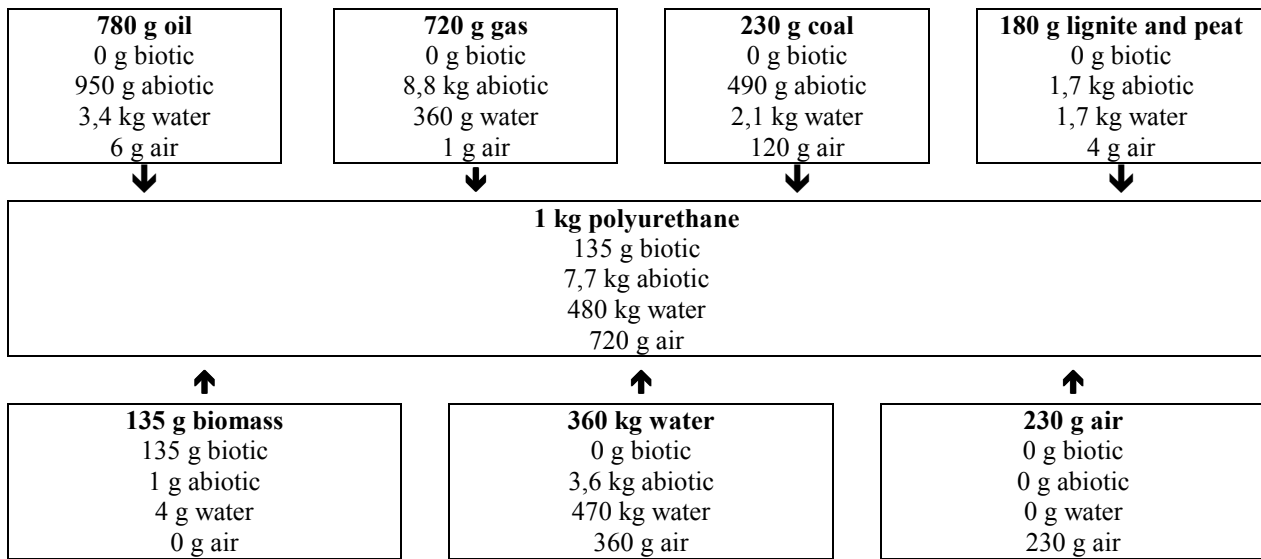 780 g oil
0 g biotic
950 g abiotic
3,4 kg water
6 g air
720 g gas
0 g biotic
8,8 kg abiotic
360 g water
1 g air
230 g coal
0 g biotic
490 g abiotic
2,1 kg water
120 g air
180 g lignite and peat
0 g biotic
1,7 kg abiotic
1,7 kg water
4 g air
1 kg polyurethane
135 g biotic
7,7 kg abiotic
480 kg water
720 g air
135 g biomass
135 g biotic
1 g abiotic
4 g water
0 g air
360 kg water
0 g biotic
3,6 kg abiotic
470 kg water
360 g air
230 g air
0 g biotic
0 g abiotic
0 g water
230 g air